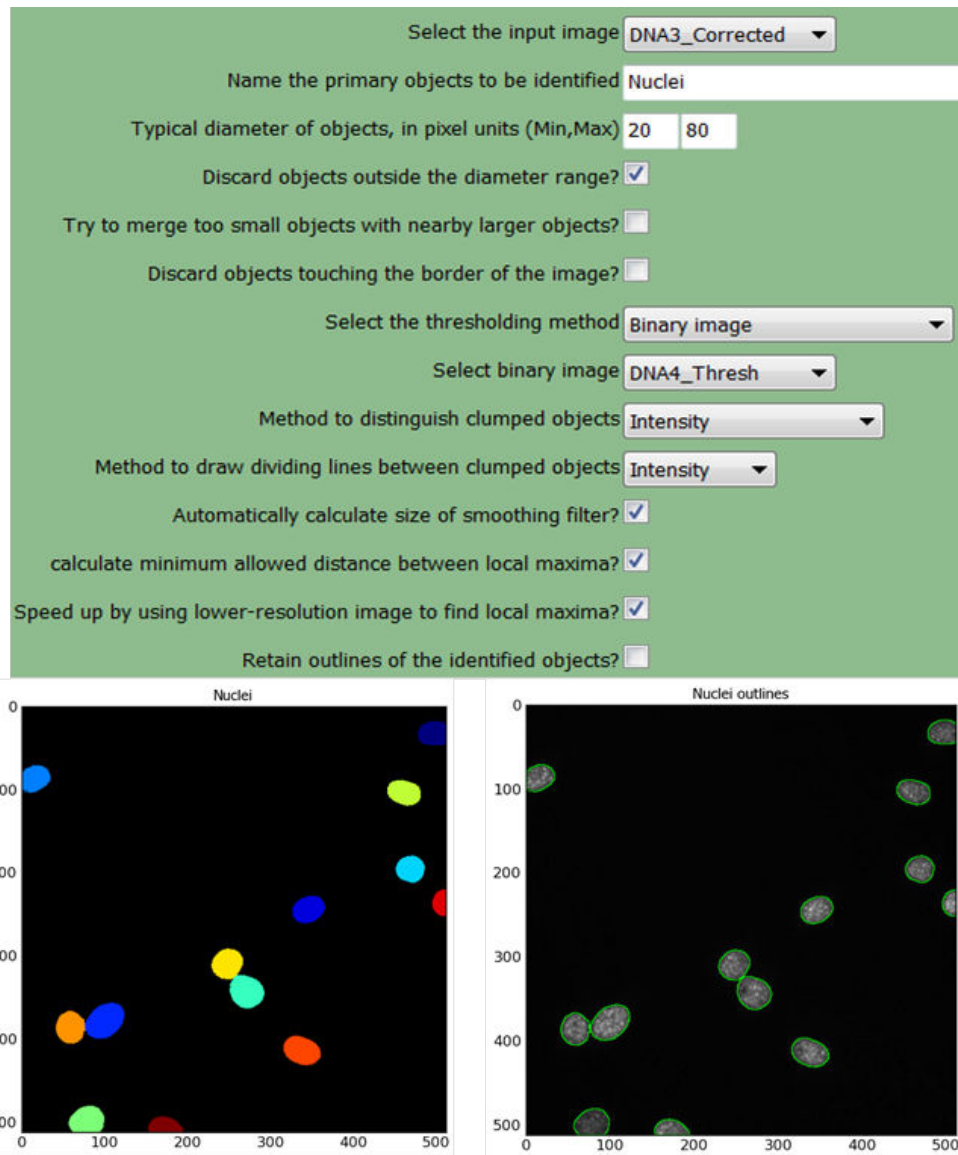 Select the input image DNA3_Corrected
Name the primary objects to be identified Nuclei
Typical diameter of objects, in pixel units (Min,Max) 20 80
Discard objects outside the diameter range?
Try to merge too small objects with nearby larger objects?
Discard objects touching the border of the image?
Select the thresholding method Binary image
Select binary image DNA4_Thresh
Method to distinguish clumped objects Intensity
Method to draw dividing lines between clumped objects Intensity
Automatically calculate size of smoothing filter?
calculate minimum allowed distance between local maxima?
Speed up by using lower-resolution image to find local maxima?
Retain outlines of the identified objects?
Nuclei
0
00
00
00
00
00
0 100 200 300 400 500
Nuclei outlines
0
100
200
300
400
500
0 100 200 300 400 500